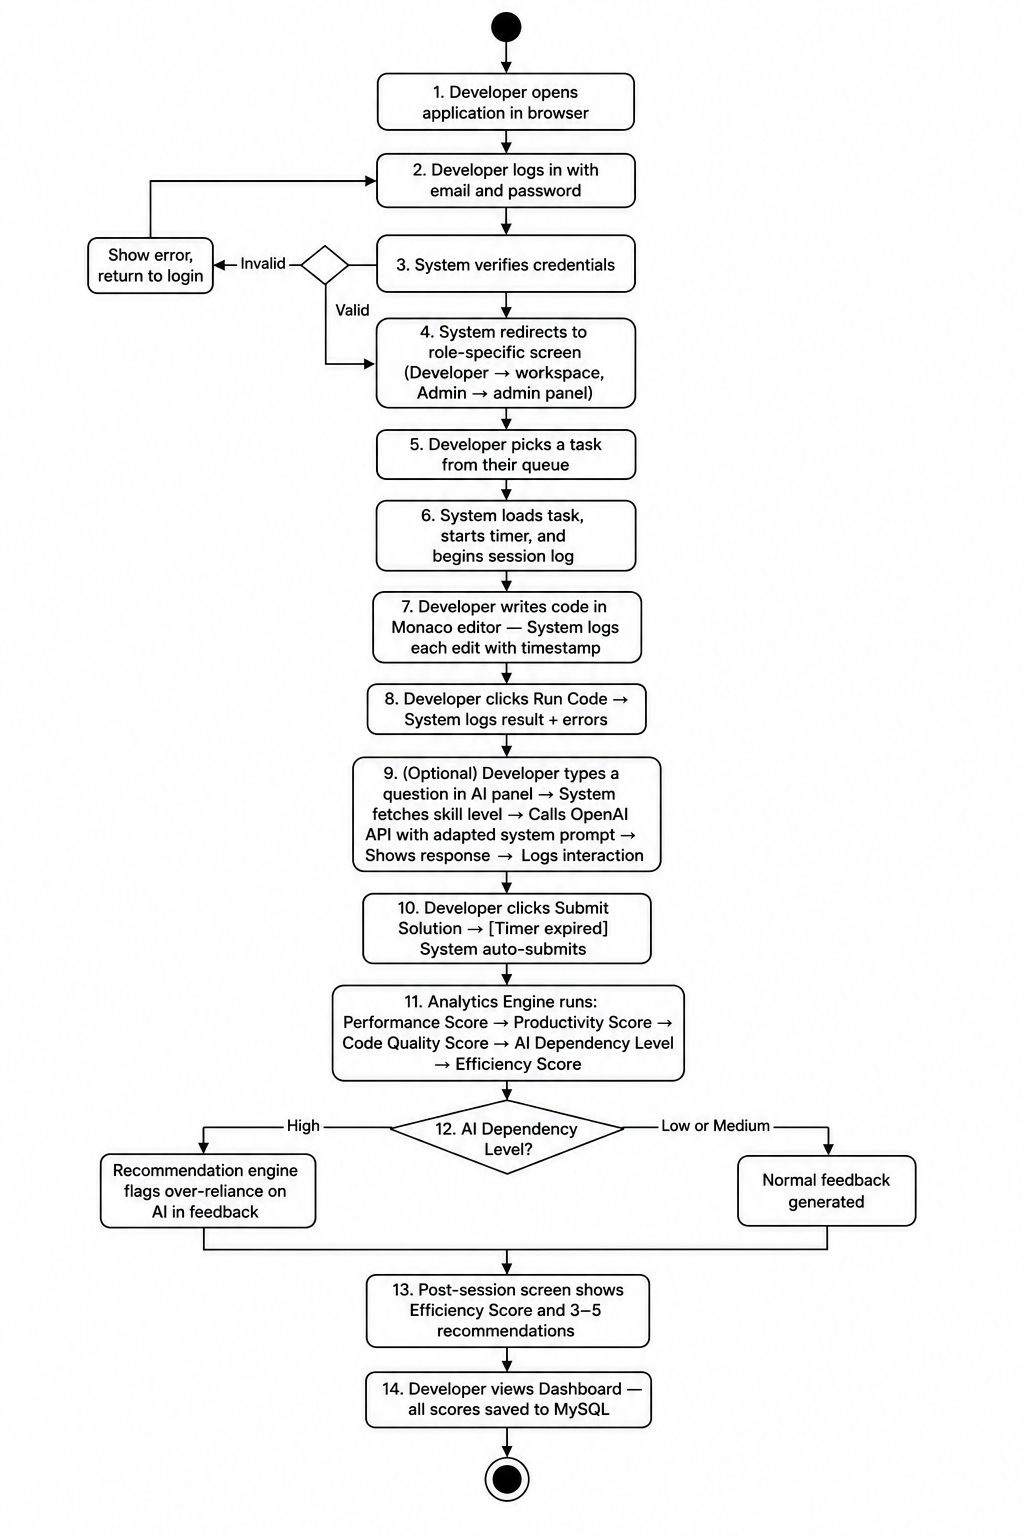 1. Developer opens
application in browser
2. Developer logs in with
email and password
Show error,
return to login
Invalid
3. System verifies credentials
Valid
4. System redirects to
role-specific screen
(Developer → workspace,
Admin → admin panel)
5. Developer picks a task
from their queue
6. System loads task,
starts timer, and
begins session log
7. Developer writes code in
Monaco editor — System logs
each edit with timestamp
8. Developer clicks Run Code →
System logs result + errors
9. (Optional) Developer types a
question in AI panel → System
fetches skill level → Calls OpenAI
API with adapted system prompt →
Shows response → Logs interaction
10. Developer clicks Submit
Solution → [Timer expired]
System auto-submits
11. Analytics Engine runs:
Performance Score → Productivity Score →
Code Quality Score → AI Dependency Level
→ Efficiency Score
High
12. AI Dependency
Level?
Low or Medium
Recommendation engine
flags over-reliance on
AI in feedback
Normal feedback
generated
13. Post-session screen shows
Efficiency Score and 3–5
recommendations
14. Developer views Dashboard —
all scores saved to MySQL